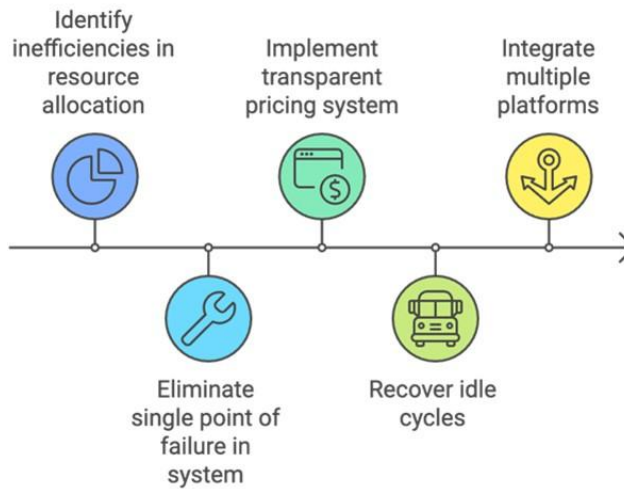 Identify
inefficiencies in
resource
allocation
Eliminate
single point of
failure in
system
Implement
transparent
pricing system
$
Recover idle
cycles
Integrate
multiple
platforms